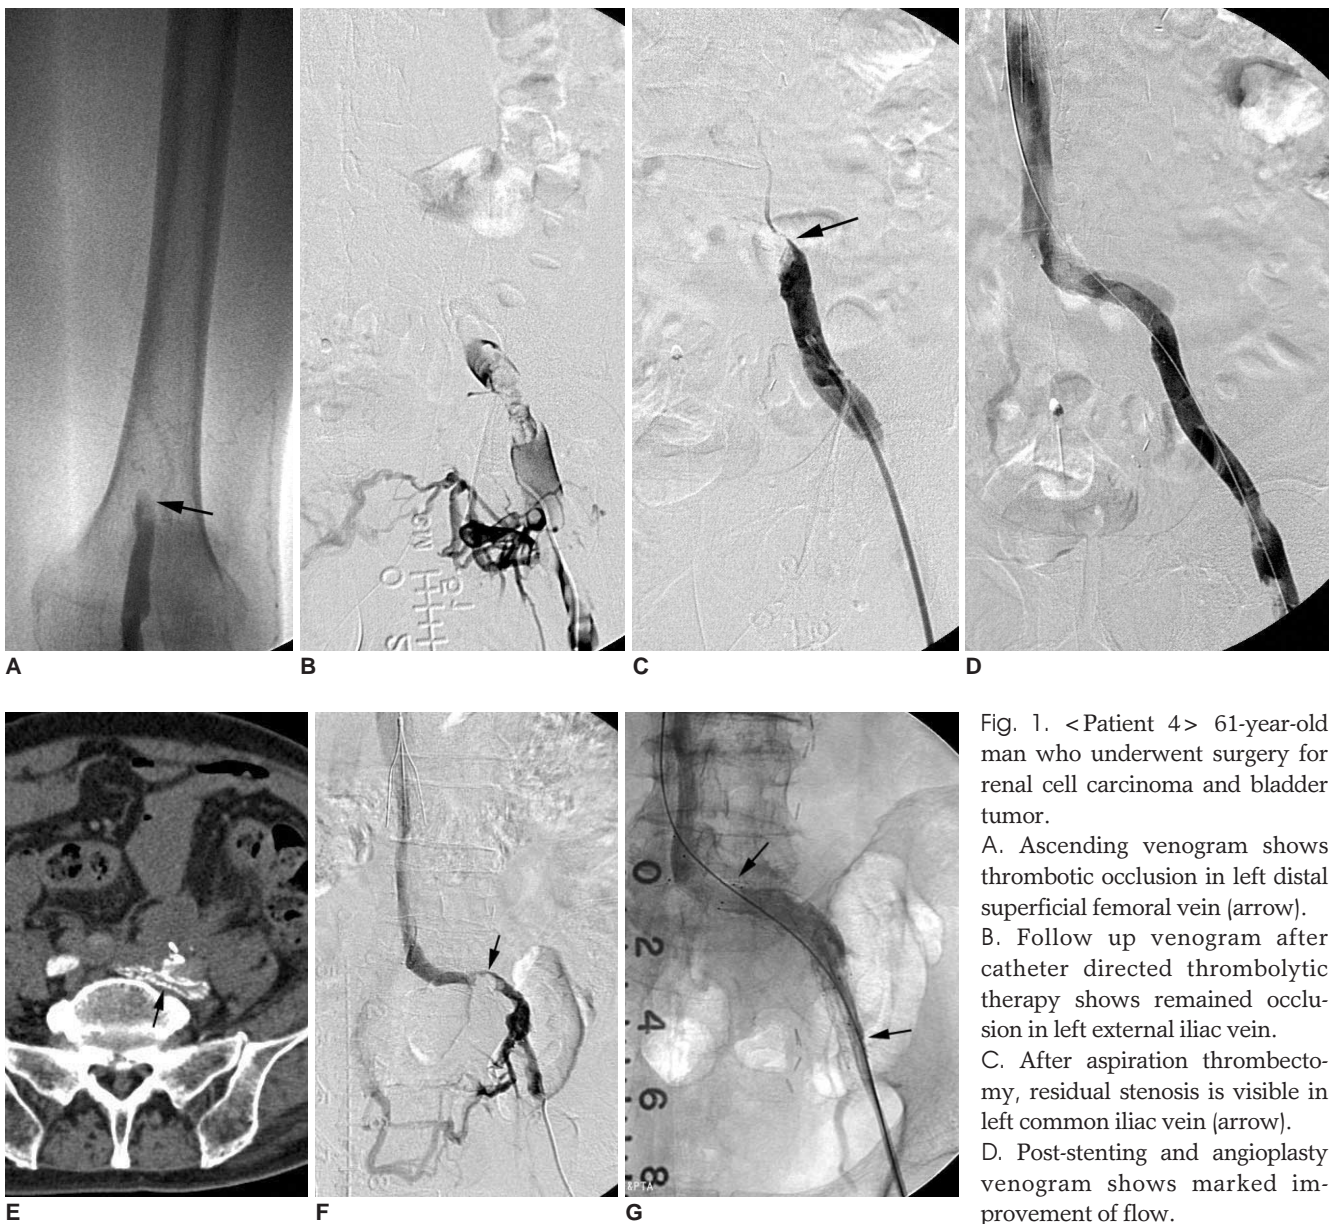 A
B
C
D
E
F
G
0
2
4
6
8
&PTA
Fig. 1. <Patient 4> 61-year-old
man who underwent surgery for
renal cell carcinoma and bladder
tumor.
A. Ascending venogram shows
thrombotic occlusion in left distal
superficial femoral vein (arrow).
B. Follow up venogram after
catheter directed thrombolytic
therapy shows remained occlu-
sion in left external iliac vein.
C. After aspiration thrombecto-
my, residual stenosis is visible in
left common iliac vein (arrow).
D. Post-stenting and angioplasty
venogram shows marked im-
provement of flow.